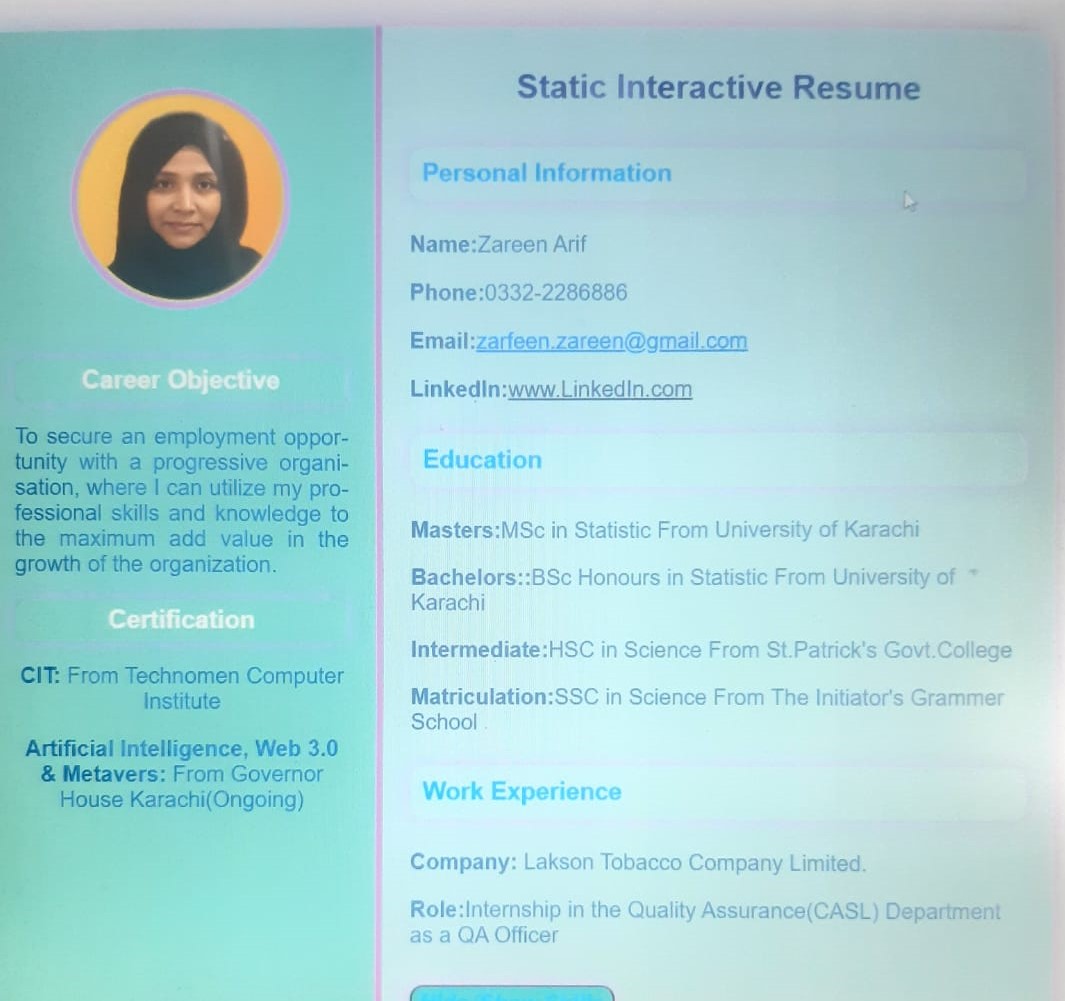 Static Interactive Resume
Career Objective
To secure an employment oppor-
tunity with a progressive organi-
sation, where I can utilize my pro-
fessional skills and knowledge to
the maximum add value in the
growth of the organization.
Certification
CIT: From Technomen Computer
Institute
Artificial Intelligence, Web 3.0
& Metavers: From Governor
House Karachi(Ongoing)
Personal Information
Name:Zareen Arif
Phone:0332-2286886
Email:zarfeen.zareen@gmail.com
LinkedIn:www.LinkedIn.com
Education
Masters:MSc in Statistic From University of Karachi
Bachelors::BSc Honours in Statistic From University of
Karachi
Intermediate:HSC in Science From St.Patrick's Govt.College
Matriculation:SSC in Science From The Initiator's Grammer
School
Work Experience
Company: Lakson Tobacco Company Limited.
Role:Internship in the Quality Assurance(CASL) Department
as a QA Officer